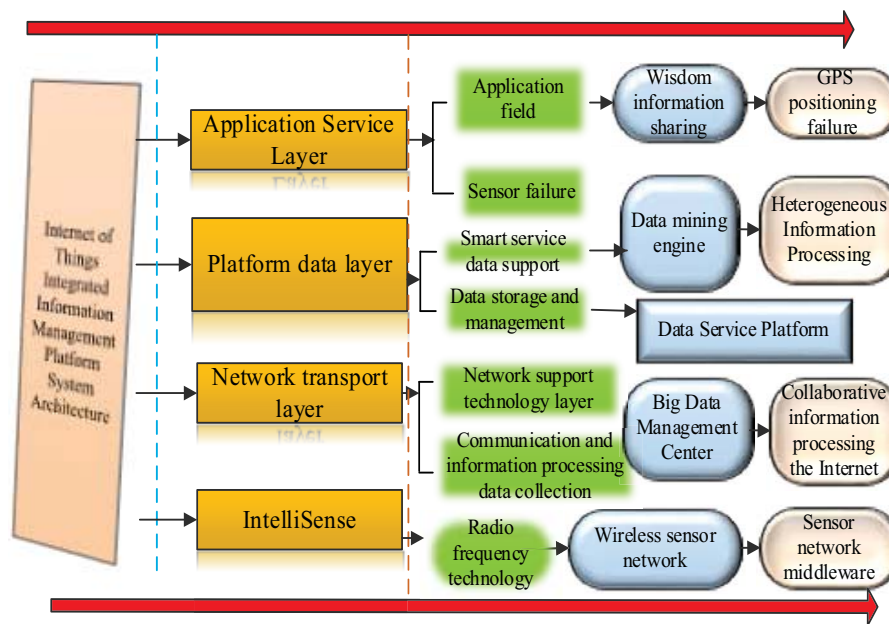 Internet of
Things
Integrated
Information
Management
Platform
System
Architecture
Application Service
Layer
Layer
Platform data layer
Network transport
layer
layer
IntelliSense
Application
field
Sensor failure
Smart service
data support
Data storage and
management
Network support
technology layer
Communication and
information processing
data collection
Radio
frequency
technology
Wisdom
information
sharing
Data mining
engine
Data Service Platform
Big Data
Management
Center
Wireless sensor
network
GPS
positioning
failure
Heterogeneous
Information
Processing
Collaborative
information
processing
the Internet
Sensor
network
middleware